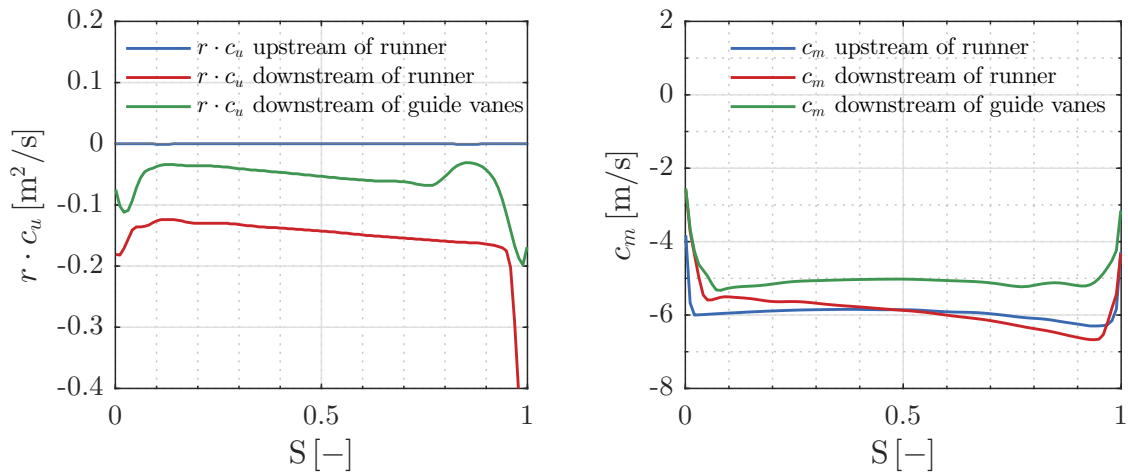 0.2
0.1
0
-0.1
-0.2
-0.3
-0.4
r · c_u [m²/s]
r · c_u upstream of runner
r · c_u downstream of runner
r · c_u downstream of guide vanes
0
0.5
1
S [−]
2
0
-2
-4
-6
-8
c_m [m/s]
c_m upstream of runner
c_m downstream of runner
c_m downstream of guide vanes
0
0.5
1
S [−]